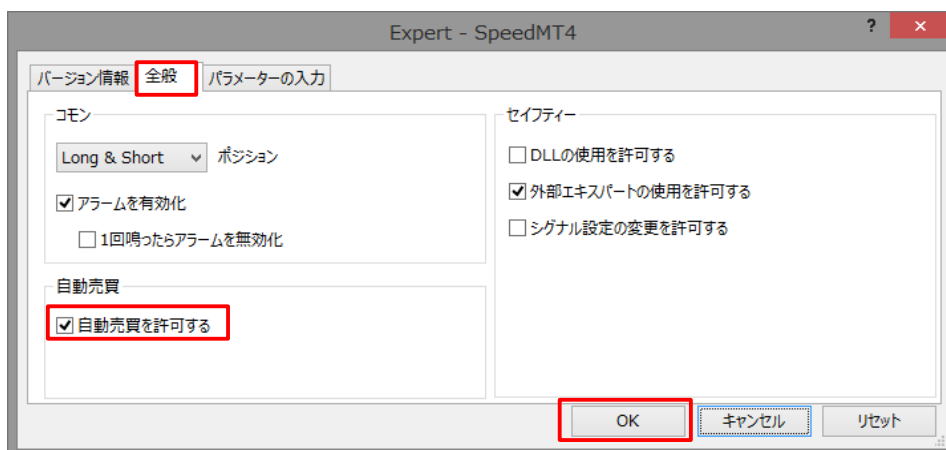 Expert - SpeedMT4
?
×
バージョン情報 全般 パラメーターの入力
コモン
Long & Short ポジション
アラームを有効化
1回鳴ったらアラームを無効化
自動売買
自動売買を許可する
セイフティー
DLLの使用を許可する
外部エキスパートの使用を許可する
シグナル設定の変更を許可する
OK キャンセル リセット